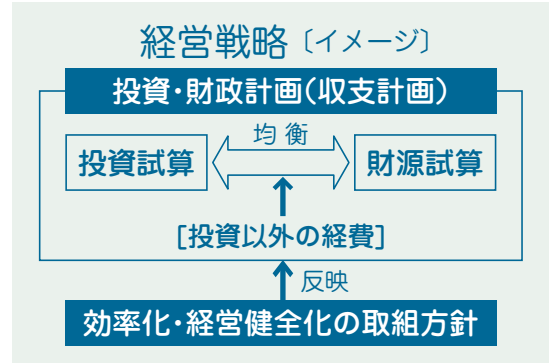 経営戦略〔イメージ〕
投資・財政計画(収支計画)
均衡
投資試算
財源試算
[投資以外の経費]
反映
効率化・経営健全化の取組方針